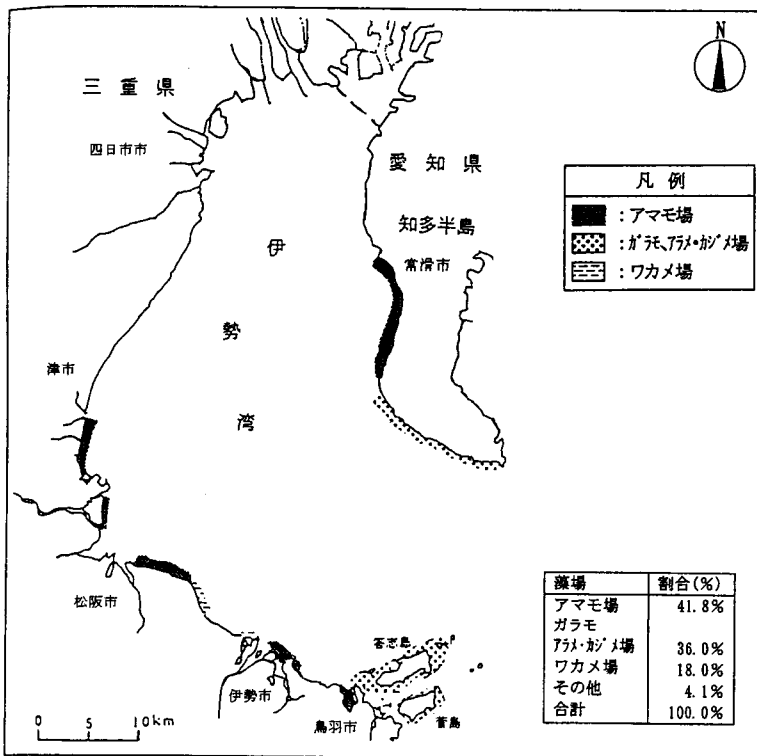 N
三重県
四日市市
愛知県
知多半島
常滑市
伊
勢
湾
津市
松阪市
伊勢市
鳥羽市
答志島
菅島
凡例
:アマモ場
:ガラモ、アラメ・カジメ場
:ワカメ場
藻場 割合(%)
アマモ場 41.8%
ガラモ
アラメ・カジメ場 36.0%
ワカメ場 18.0%
その他 4.1%
合計 100.0%
0 5 10km